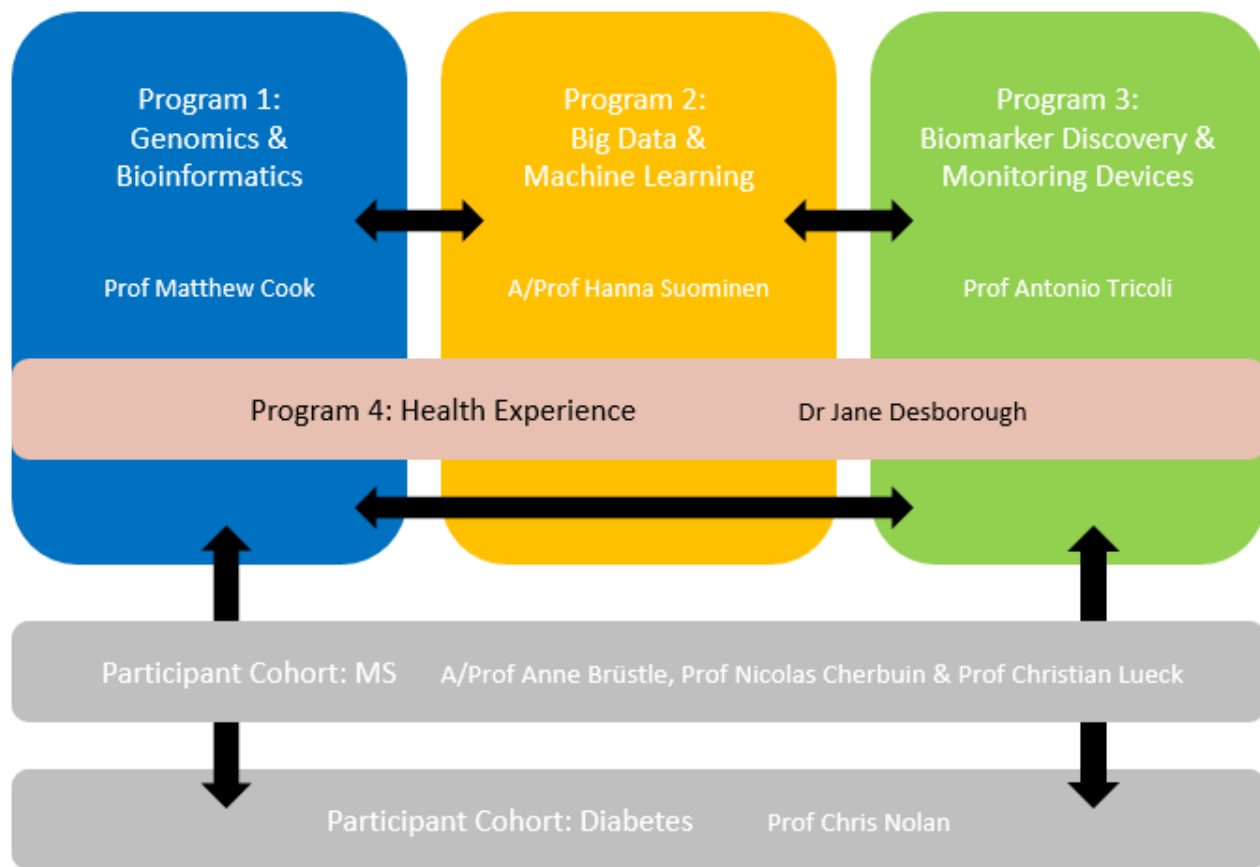 Program 1:
Genomics &
Bioinformatics
Prof Matthew Cook
Program 2:
Big Data &
Machine Learning
A/Prof Hanna Suominen
Program 3:
Biomarker Discovery &
Monitoring Devices
Prof Antonio Tricoli
Program 4: Health Experience Dr Jane Desborough
Participant Cohort: MS A/Prof Anne Brüstle, Prof Nicolas Cherbuin & Prof Christian Lueck
Participant Cohort: Diabetes Prof Chris Nolan